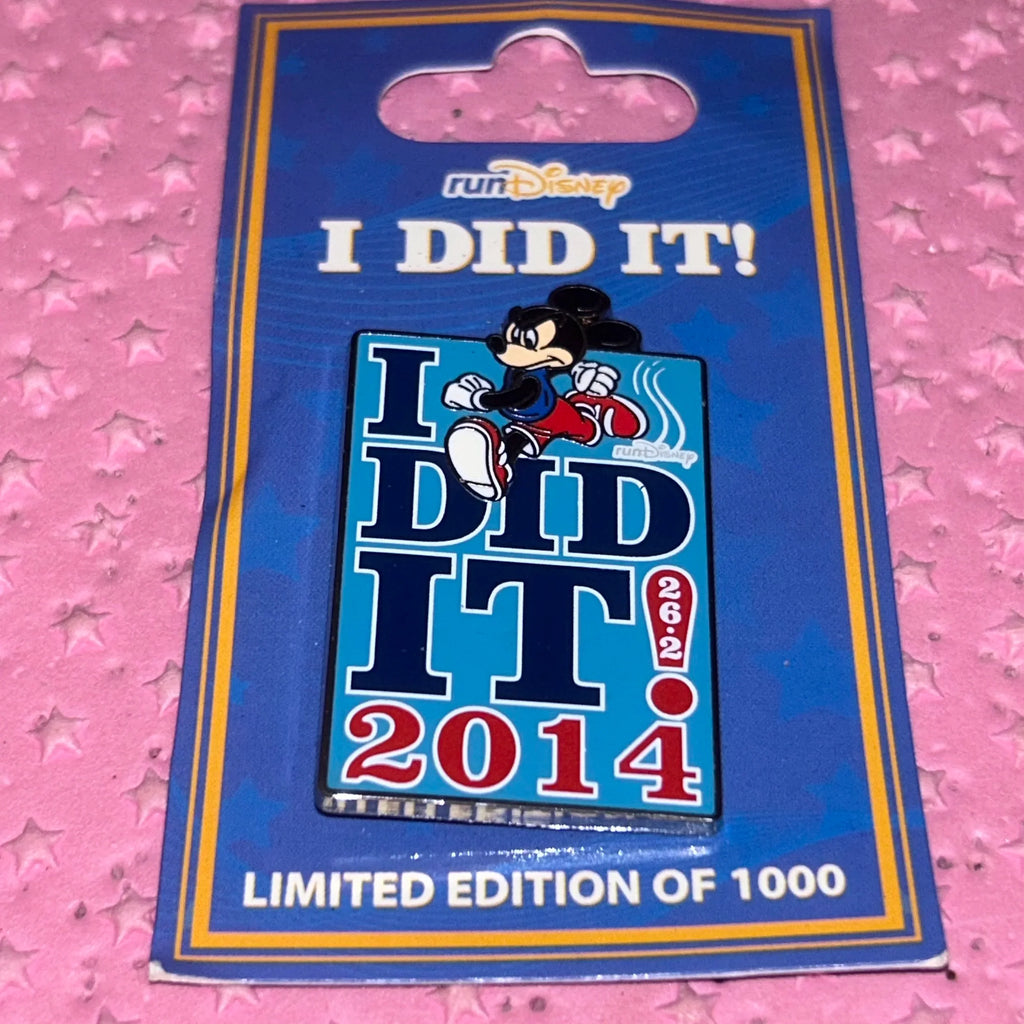 runDisney
I DID IT!
runDisney
I
DID
IT!
26.2
2014
LIMITED EDITION OF 1000